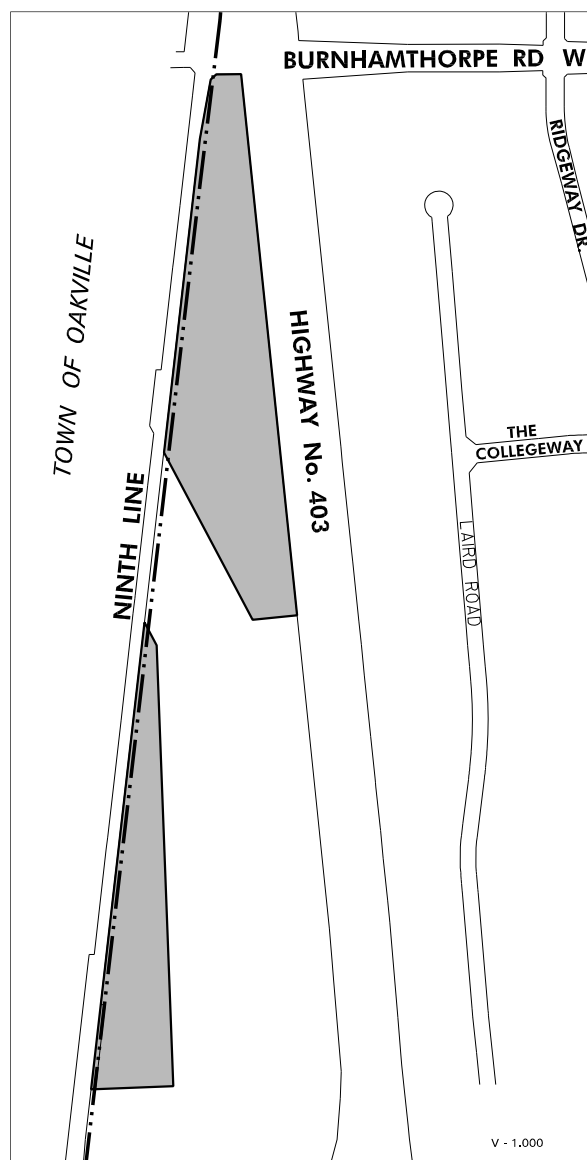 BURNHAMTHORPE RD W
RIDGEWAY DR.
TOWN OF OAKVILLE
HIGHWAY No. 403
THE
COLLEGEWAY
NINTH LINE
LAIRD ROAD
V - 1.000